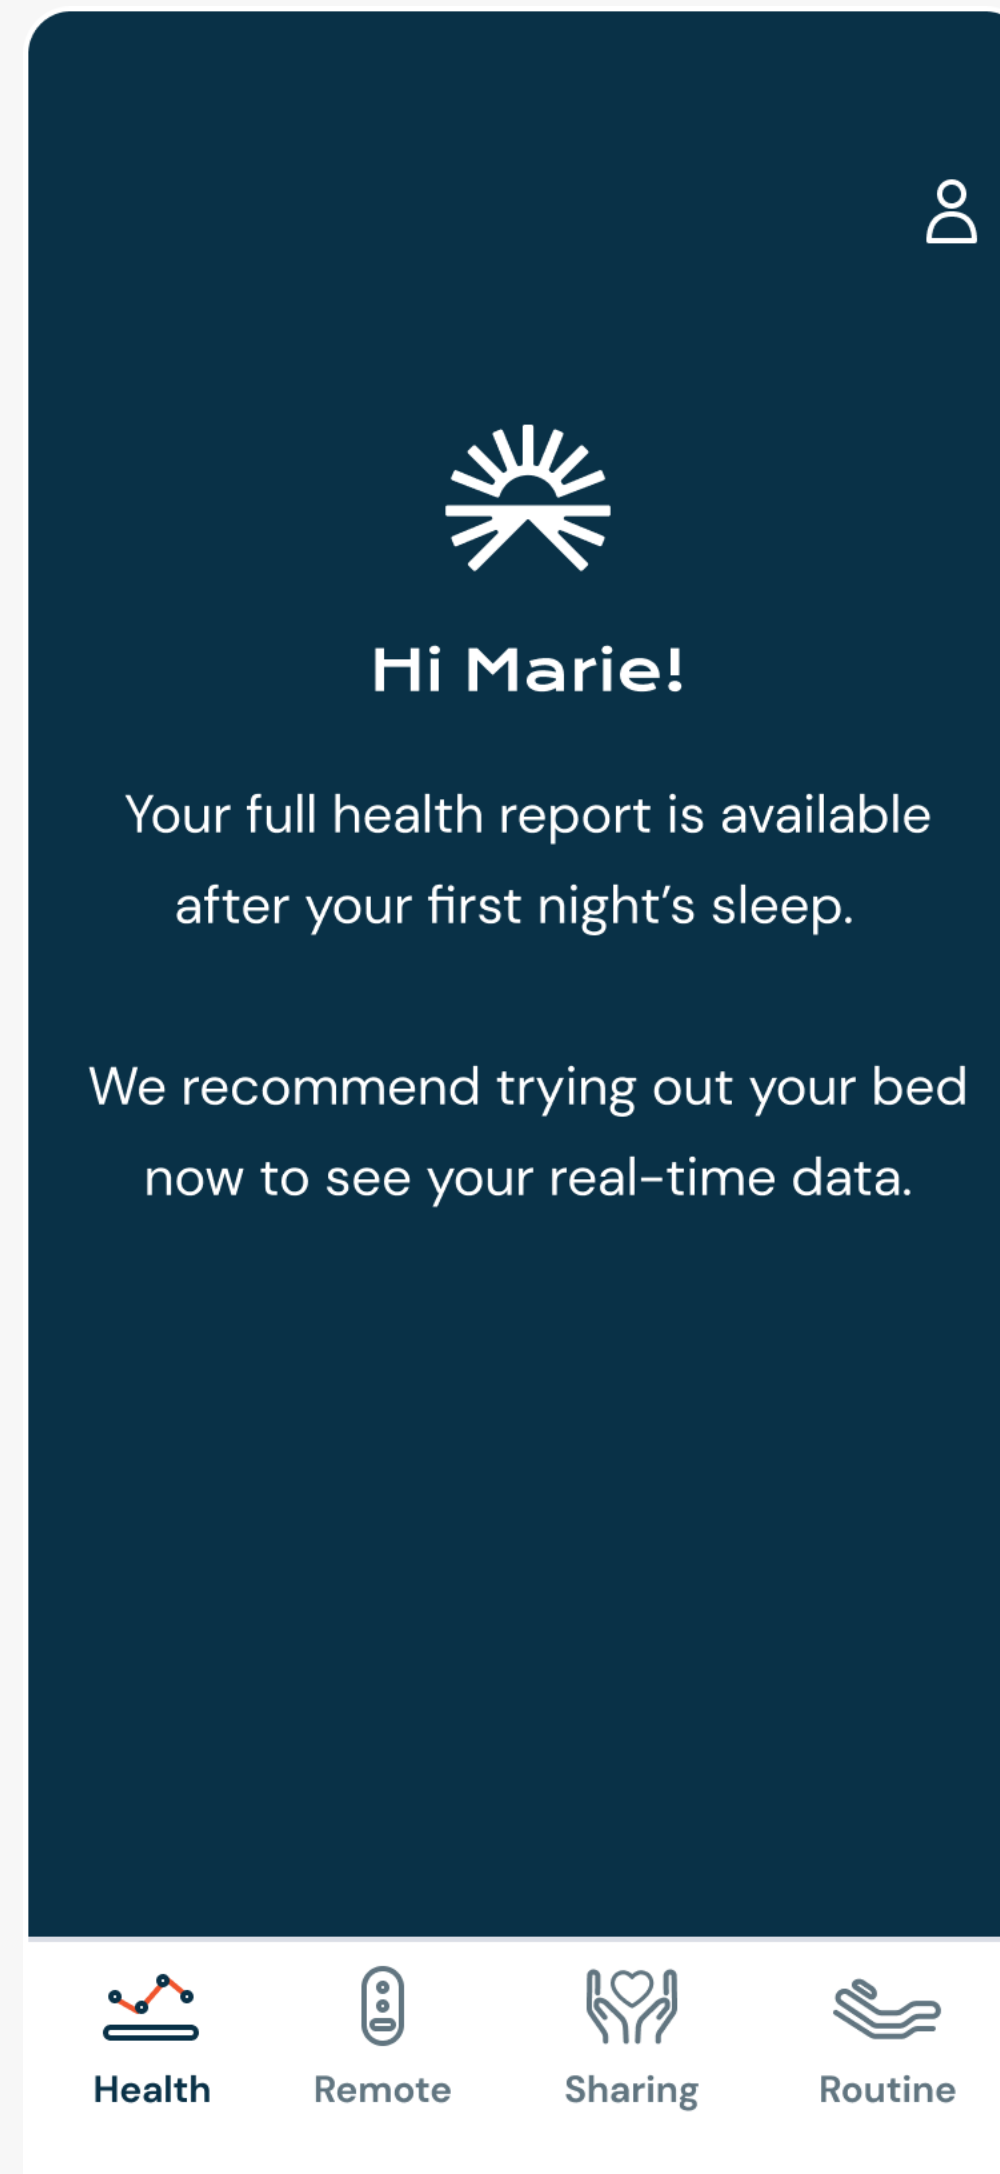 Hi Marie!
Your full health report is available
after your first night’s sleep.
We recommend trying out your bed
now to see your real-time data.
Health
Remote
Sharing
Routine